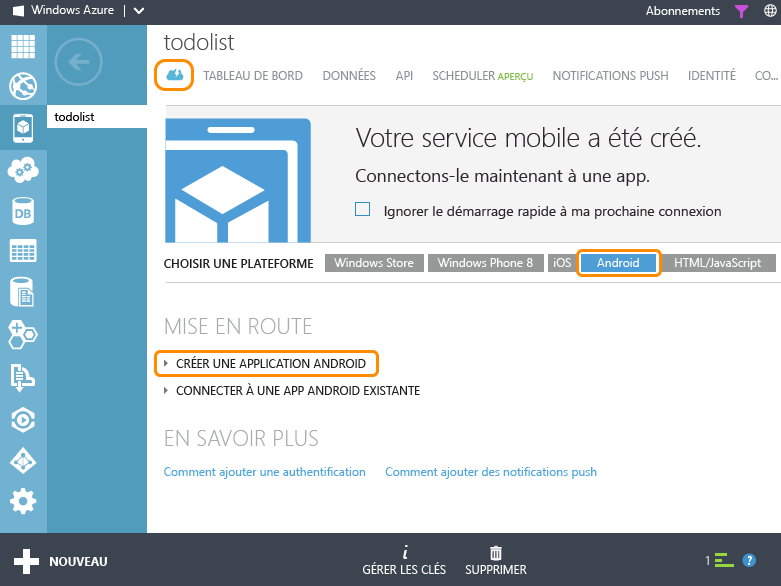 Windows Azure
Abonnements
todolist
TABLEAU DE BORD DONNÉES API SCHEDULER APERÇU NOTIFICATIONS PUSH IDENTITÉ CO...
todolist
Votre service mobile a été créé.
Connectons-le maintenant à une app.
Ignorer le démarrage rapide à ma prochaine connexion
DB
CHOISIR UNE PLATEFORME Windows Store Windows Phone 8 iOS Android HTML/JavaScript
MISE EN ROUTE
CRÉER UNE APPLICATION ANDROID
CONNECTER À UNE APP ANDROID EXISTANTE
EN SAVOIR PLUS
Comment ajouter une authentification Comment ajouter des notifications push
NOUVEAU
GÉRER LES CLÉS
SUPPRIMER
1
?